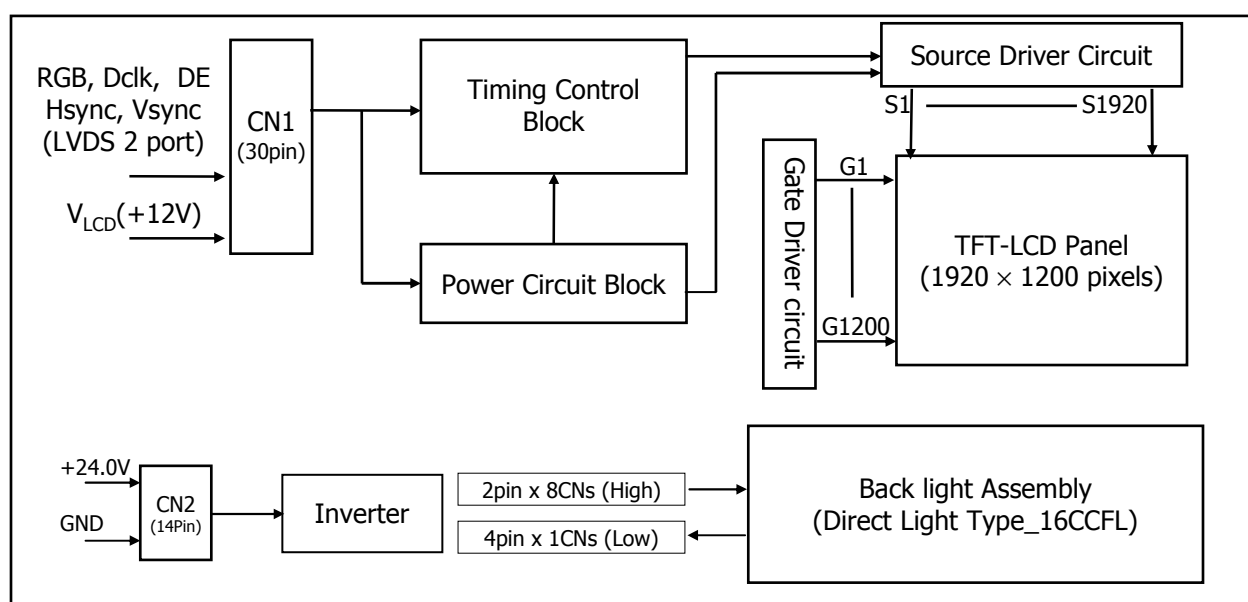 RGB, Dclk, DE
Hsync, Vsync
(LVDS 2 port)
V_LCD(+12V)
CN1
(30pin)
Timing Control
Block
Power Circuit Block
Source Driver Circuit
S1
S1920
Gate Driver circuit
G1
G1200
TFT-LCD Panel
(1920 × 1200 pixels)
+24.0V
GND
CN2
(14Pin)
Inverter
2pin x 8CNs (High)
4pin x 1CNs (Low)
Back light Assembly
(Direct Light Type_16CCFL)